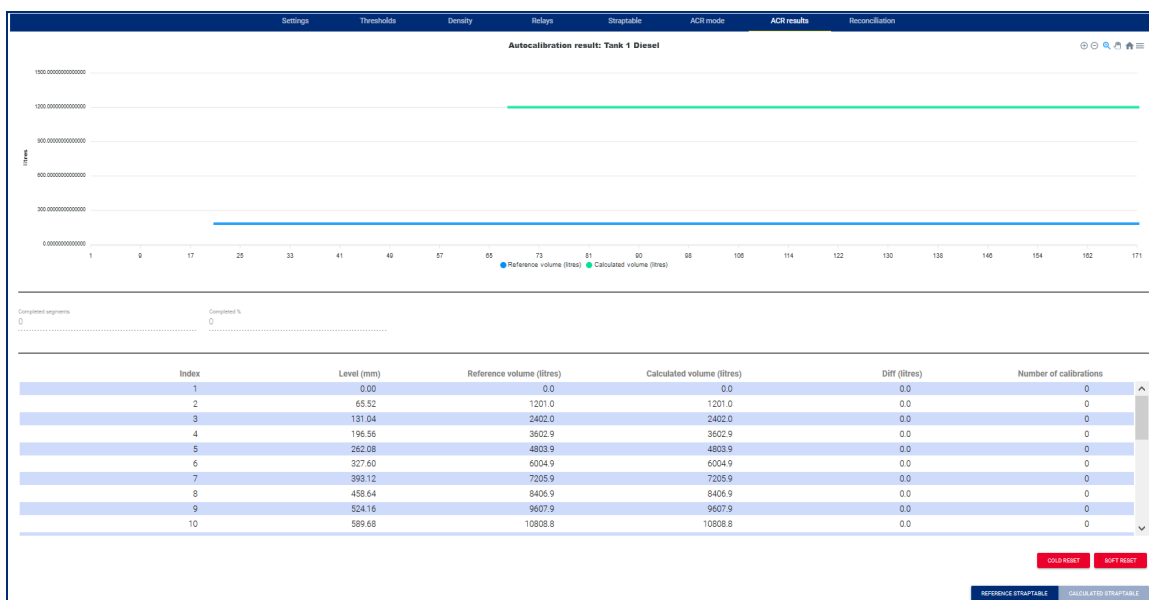 Settings Thresholds Density Relays Straptable ACR mode ACR results Reconciliation
Autocalibration result: Tank 1 Diesel
1500.00000000000000
1200.00000000000000
900.00000000000000
600.00000000000000
300.00000000000000
0.00000000000000
litres
1 9 17 25 33 41 49 57 65 73 81 90 98 106 114 122 130 138 146 154 162 171
Reference volume (litres) Calculated volume (litres)
Completed segments Completed %
0 0
Index Level (mm) Reference volume (litres) Calculated volume (litres) Diff (litres) Number of calibrations
1 0.00 0.0 0.0 0.0 0
2 65.52 1201.0 1201.0 0.0 0
3 131.04 2402.0 2402.0 0.0 0
4 196.56 3602.9 3602.9 0.0 0
5 262.08 4803.9 4803.9 0.0 0
6 327.60 6004.9 6004.9 0.0 0
7 393.12 7205.9 7205.9 0.0 0
8 458.64 8406.9 8406.9 0.0 0
9 524.16 9607.9 9607.9 0.0 0
10 589.68 10808.8 10808.8 0.0 0
COLD RESET SOFT RESET
REFERENCE STRAPTABLE CALCULATED STRAPTABLE